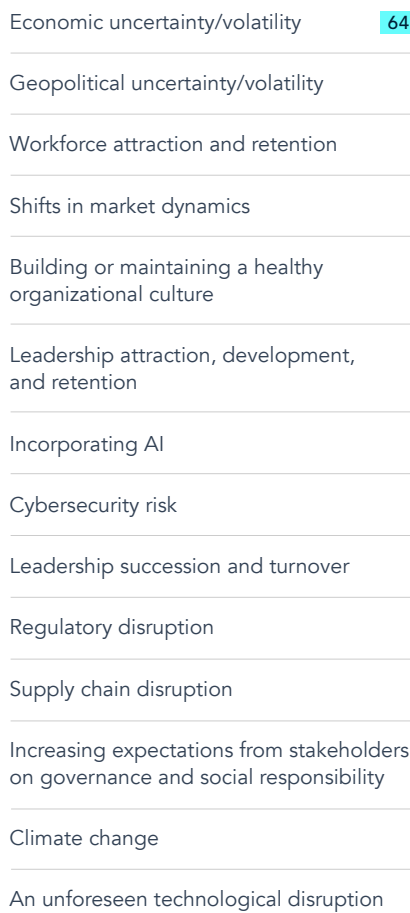 Economic uncertainty/volatility 64
Geopolitical uncertainty/volatility
Workforce attraction and retention
Shifts in market dynamics
Building or maintaining a healthy
organizational culture
Leadership attraction, development,
and retention
Incorporating AI
Cybersecurity risk
Leadership succession and turnover
Regulatory disruption
Supply chain disruption
Increasing expectations from stakeholders
on governance and social responsibility
Climate change
An unforeseen technological disruption